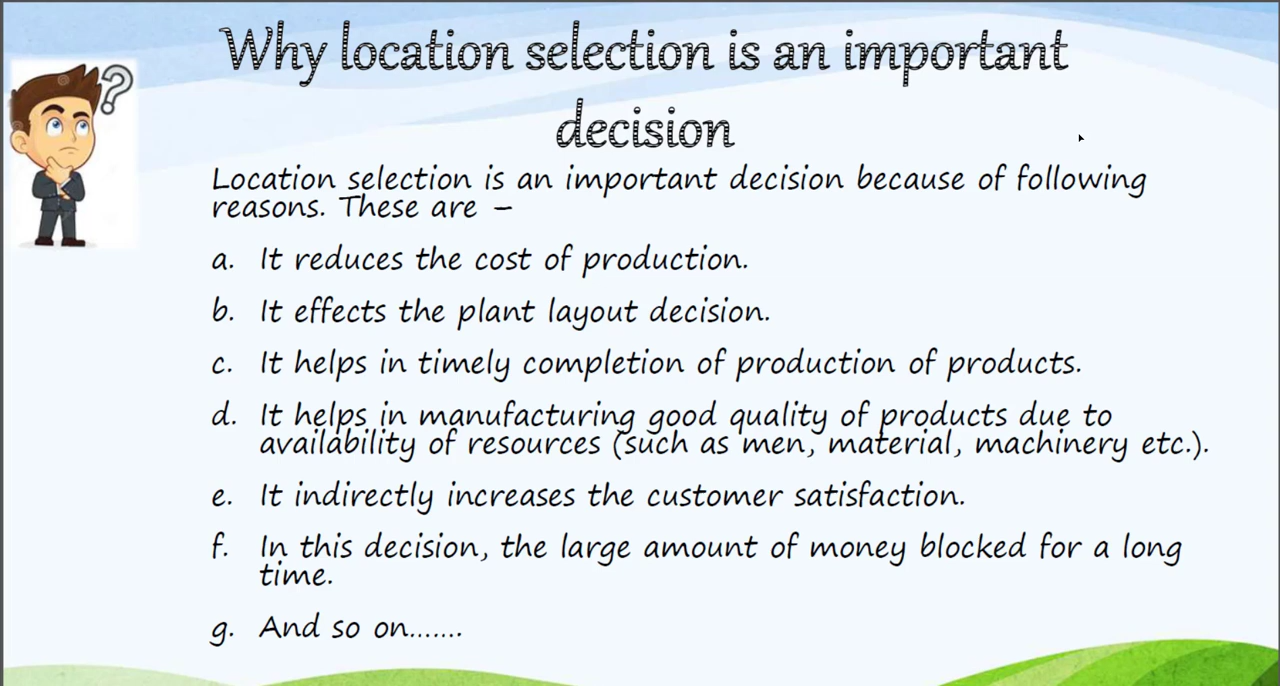 Why location selection is an important
decision
Location selection is an important decision because of following
reasons. These are –
a. It reduces the cost of production.
b. It effects the plant layout decision.
c. It helps in timely completion of production of products.
d. It helps in manufacturing good quality of products due to
availability of resources (such as men, material, machinery etc.).
e. It indirectly increases the customer satisfaction.
f. In this decision, the large amount of money blocked for a long
time.
g. And so on.......